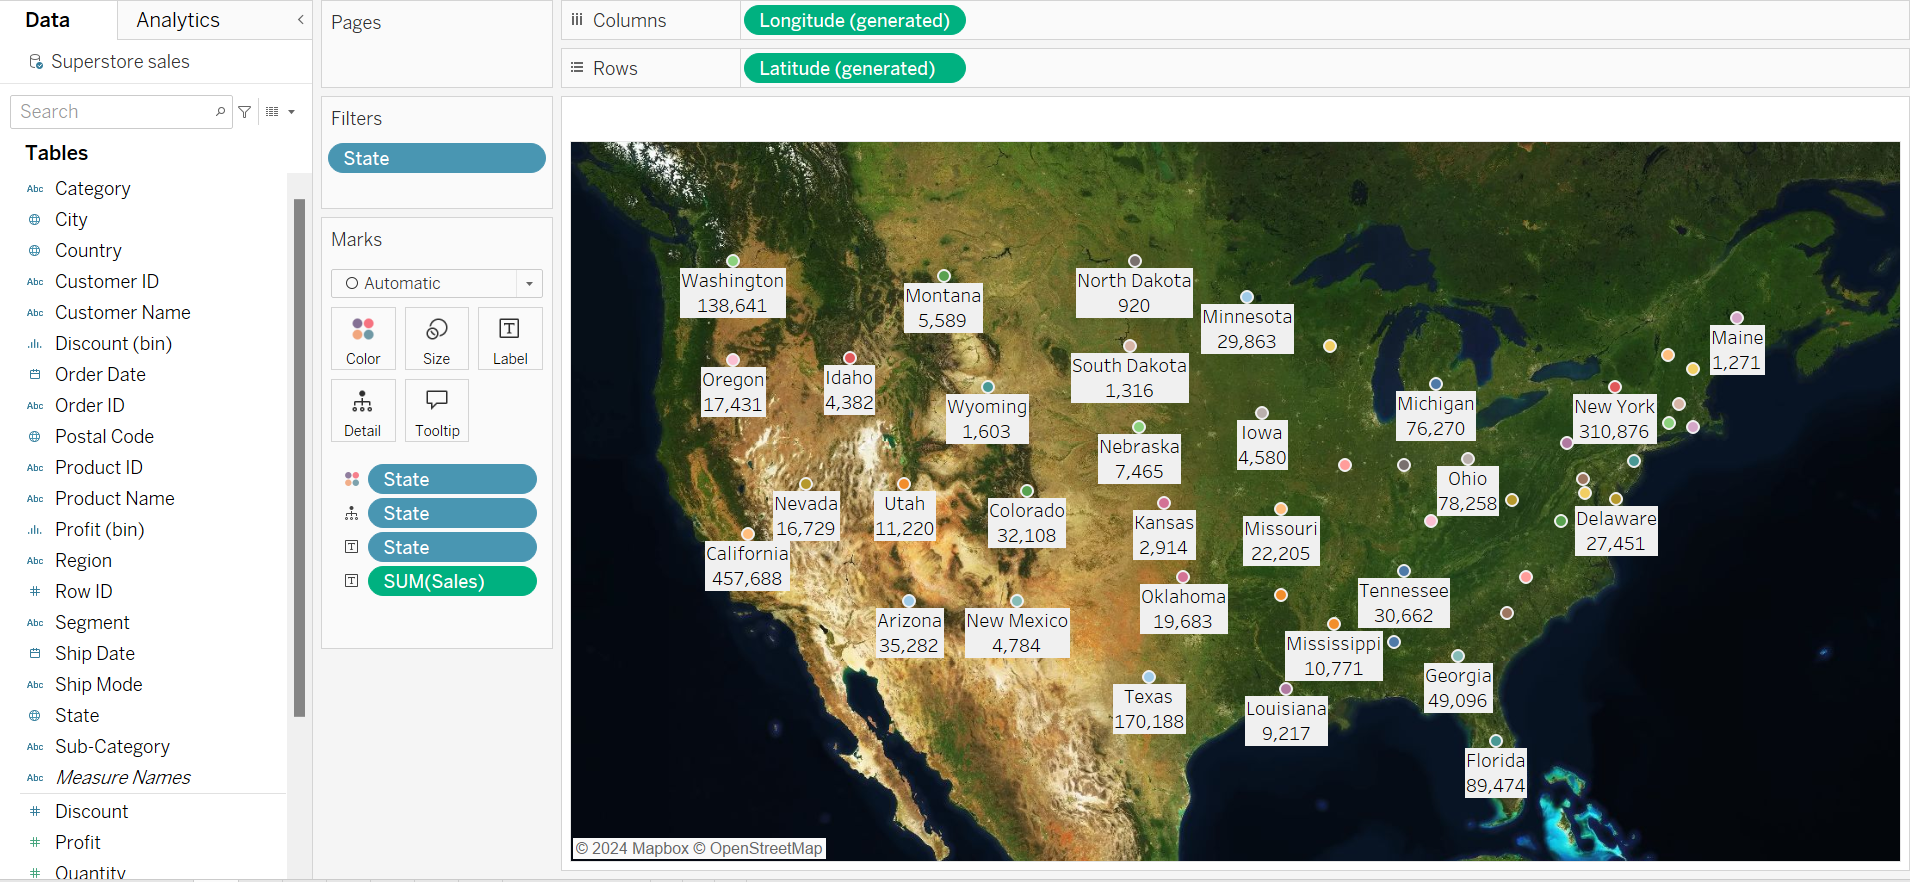 Data
Analytics
Superstore sales
Search
Tables
Abc Category
City
Country
Abc Customer ID
Abc Customer Name
Discount (bin)
Order Date
Abc Order ID
Postal Code
Abc Product ID
Abc Product Name
Profit (bin)
Abc Region
# Row ID
Abc Segment
Ship Date
Abc Ship Mode
State
Abc Sub-Category
Abc Measure Names
# Discount
# Profit
# Quantity
Pages
Filters
State
Marks
Automatic
Color
Size
Label
Detail
Tooltip
State
State
State
SUM(Sales)
Columns
Longitude (generated)
Rows
Latitude (generated)
Washington
138,641
Montana
5,589
North Dakota
920
Minnesota
29,863
Maine
1,271
Oregon
17,431
Idaho
4,382
Wyoming
1,603
South Dakota
1,316
Michigan
76,270
New York
310,876
Nebraska
7,465
Iowa
4,580
Ohio
78,258
Nevada
16,729
Utah
11,220
Colorado
32,108
Kansas
2,914
Missouri
22,205
Delaware
27,451
California
457,688
Oklahoma
19,683
Tennessee
30,662
Arizona
35,282
New Mexico
4,784
Mississippi
10,771
Georgia
49,096
Texas
170,188
Louisiana
9,217
Florida
89,474
© 2024 Mapbox © OpenStreetMap